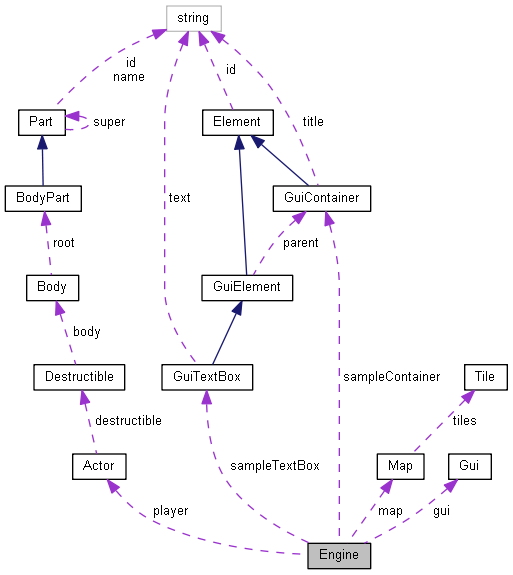 string
id
name
id
Part
super
Element
title
BodyPart
text
GuiContainer
root
parent
Body
GuiElement
body
Destructible
GuiTextBox
sampleContainer
Tile
destructible
tiles
Actor
sampleTextBox
Map
Gui
player
map
gui
Engine